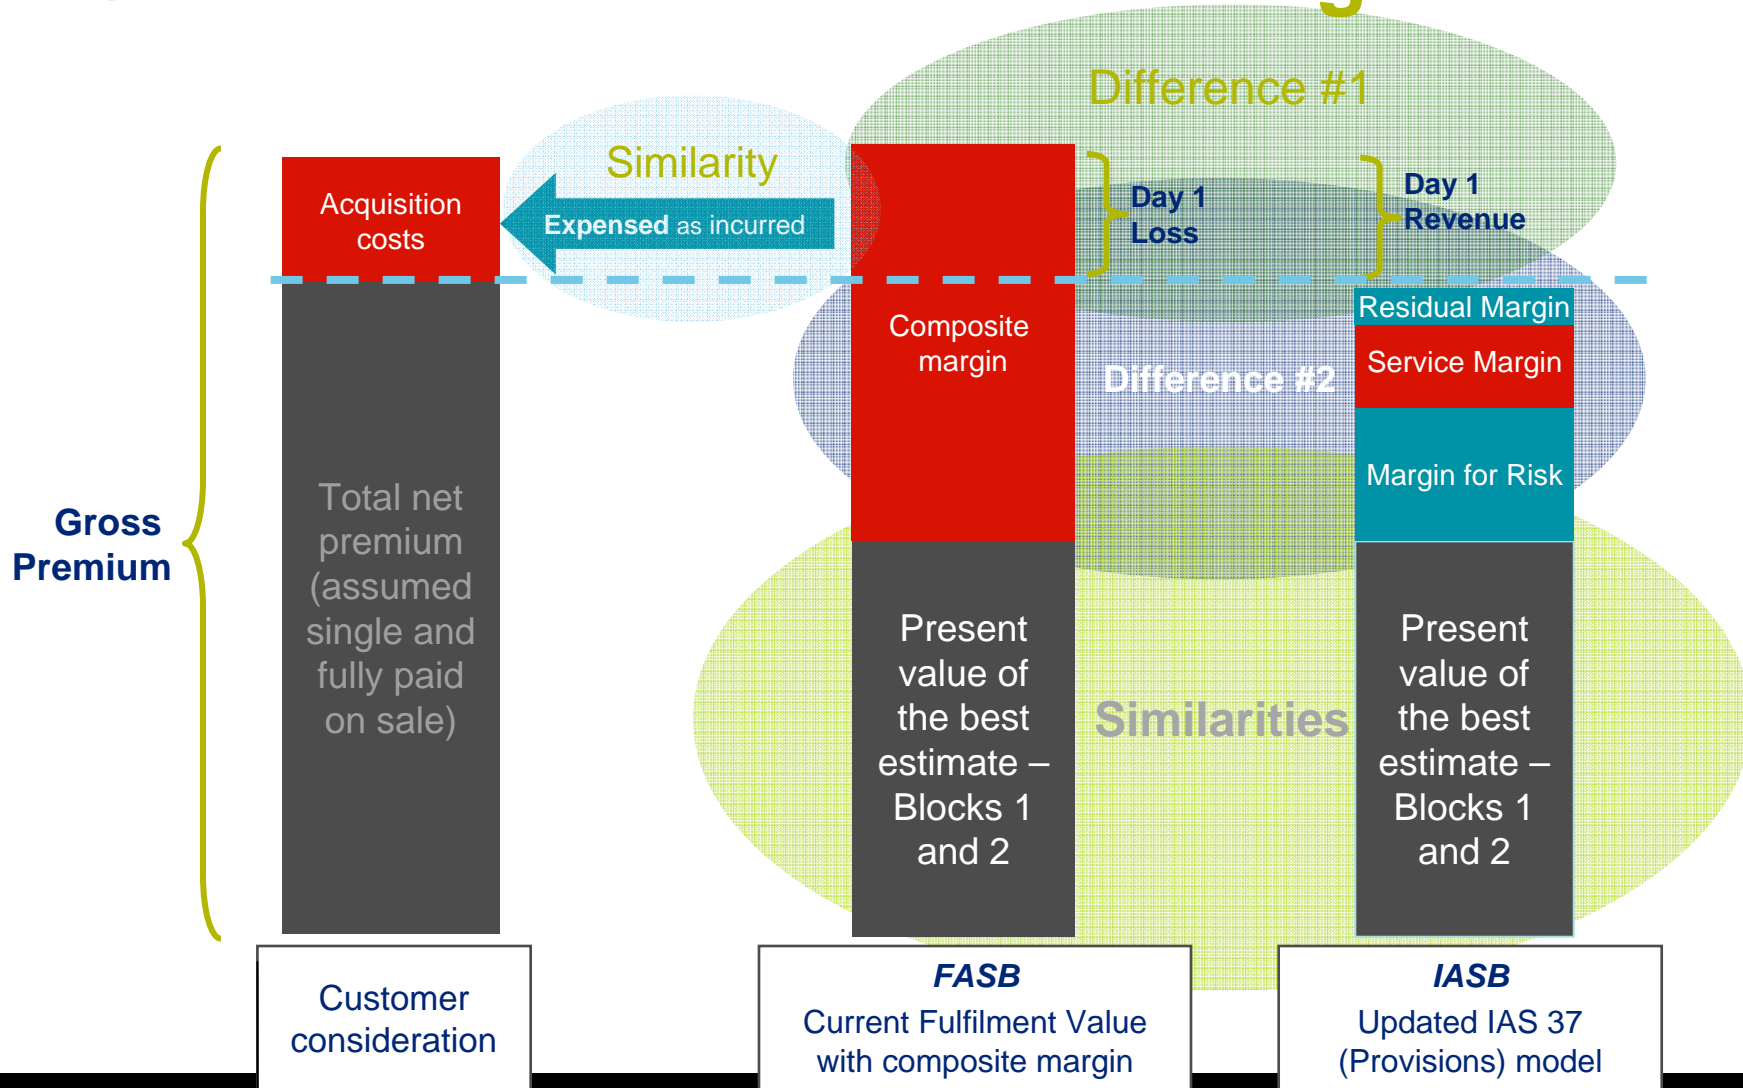 Difference #1
Similarity
Acquisition
costs
Expensed as incurred
Day 1
Loss
Day 1
Revenue
Composite
margin
Difference #2
Residual Margin
Service Margin
Margin for Risk
Gross
Premium
Total net
premium
(assumed
single and
fully paid
on sale)
Present
value of
the best
estimate –
Blocks 1
and 2
Similarities
Present
value of
the best
estimate –
Blocks 1
and 2
Customer
consideration
FASB
Current Fulfilment Value
with composite margin
IASB
Updated IAS 37
(Provisions) model